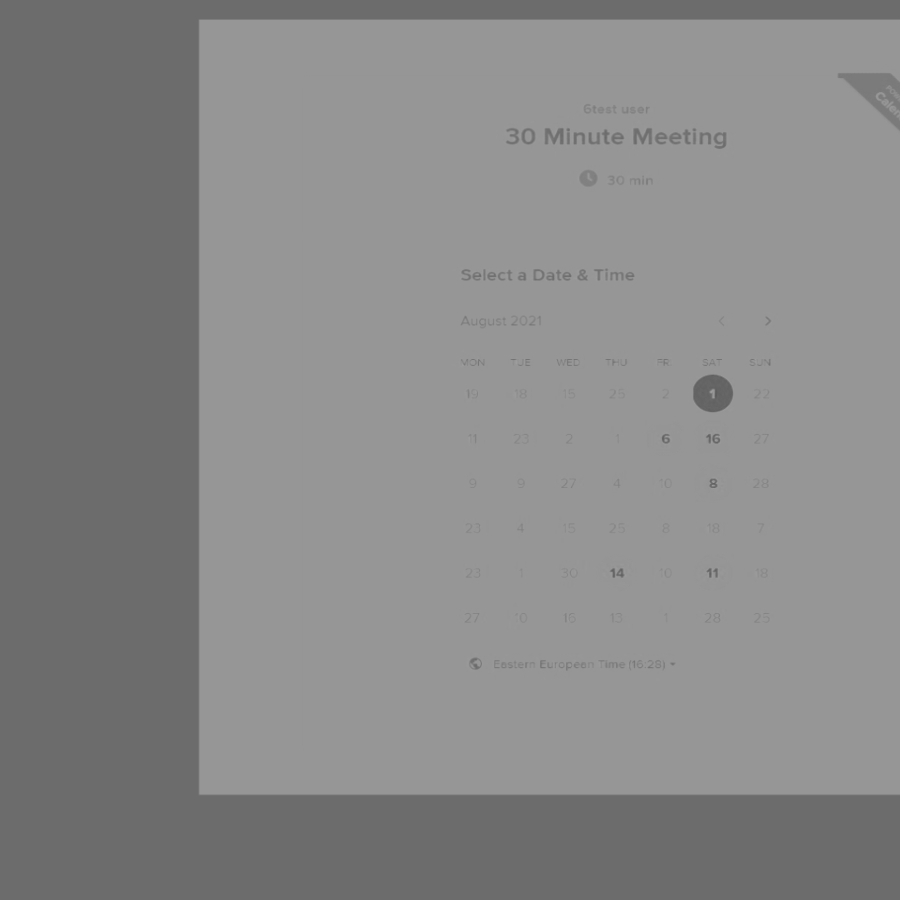 6test user
30 Minute Meeting
30 min
Select a Date & Time
August 2021
MON TUE WED THU FRI SAT SUN
19 18 15 25 2 1 22
11 23 2 1 6 16 27
9 9 27 4 10 8 28
23 4 15 25 8 18 7
23 1 30 14 10 11 18
27 10 15 13 1 28 25
Eastern European Time (16:28)